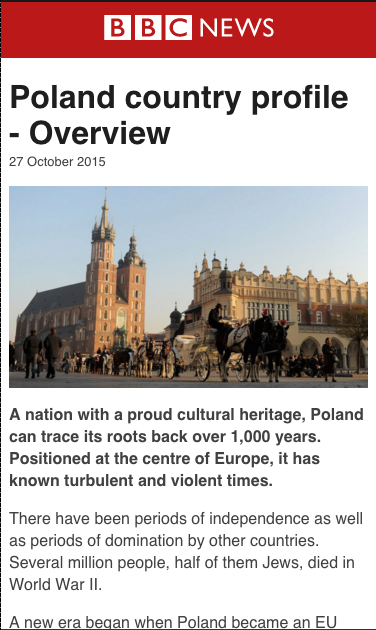 BBC NEWS
Poland country profile
- Overview
27 October 2015
A nation with a proud cultural heritage, Poland
can trace its roots back over 1,000 years.
Positioned at the centre of Europe, it has
known turbulent and violent times.
There have been periods of independence as well
as periods of domination by other countries.
Several million people, half of them Jews, died in
World War II.
A new era began when Poland became an EU